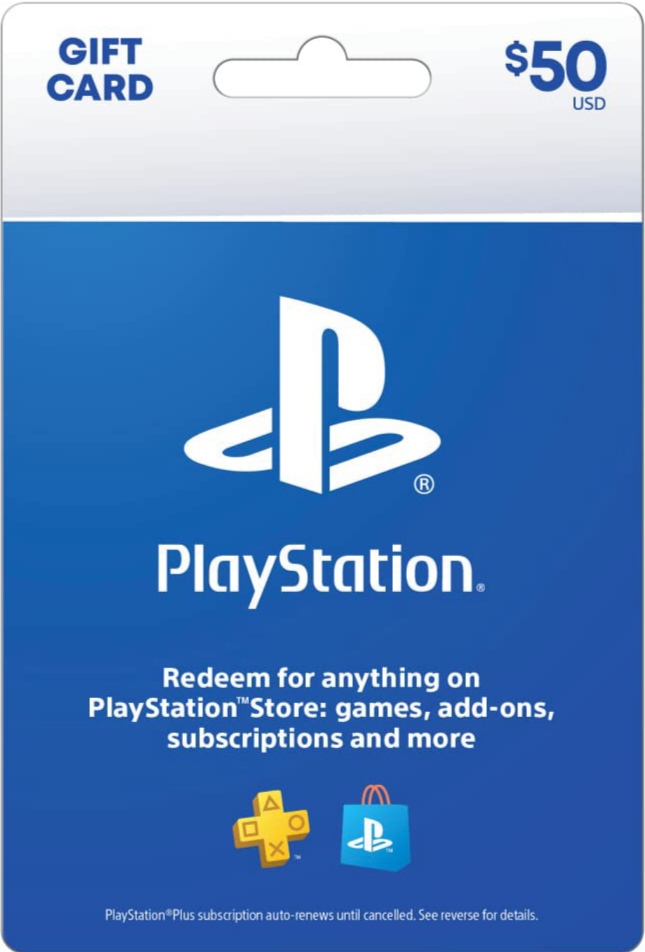 GIFT
CARD
$50
USD
®
PlayStation®
Redeem for anything on
PlayStation™Store: games, add-ons,
subscriptions and more
™
™
PlayStation®Plus subscription auto-renews until cancelled. See reverse for details.